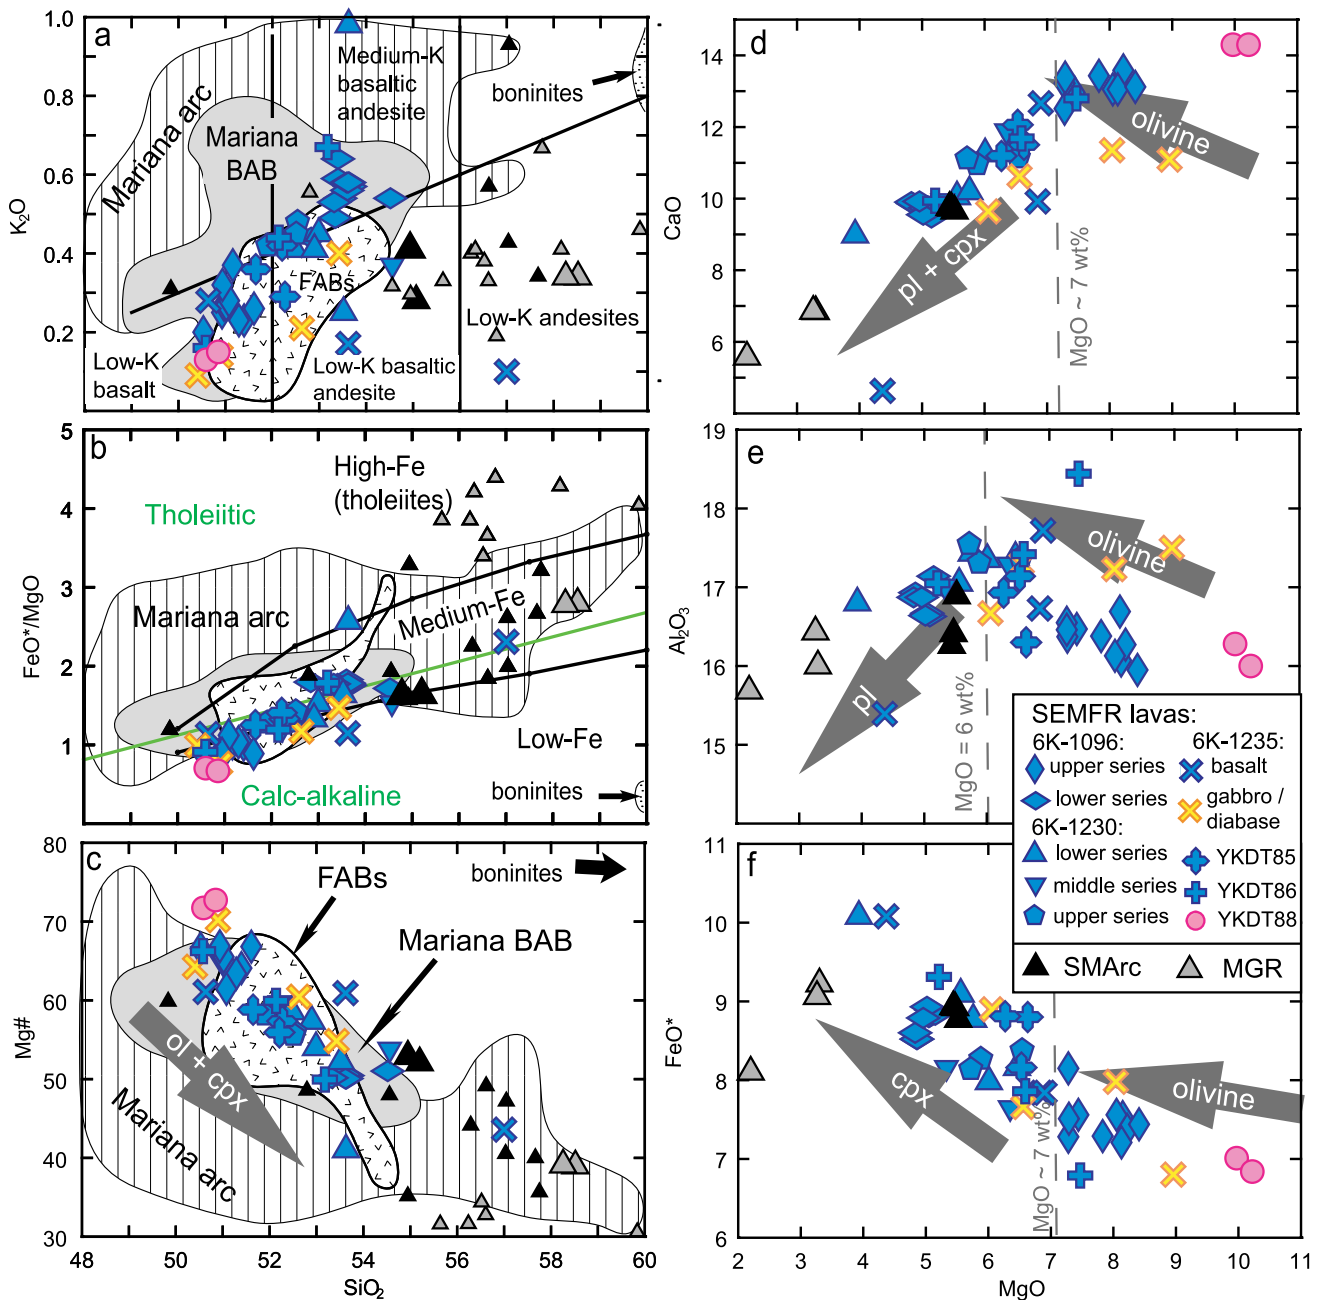 a
1.0
0.8
0.6
0.4
0.2
K₂O
Mariana arc
Mariana
BAB
Medium-K
basaltic
andesite
boninites
FABs
Low-K andesites
Low-K
basalt
Low-K basaltic
andesite
b
5
4
3
2
1
FeO*/MgO
High-Fe
(tholeiites)
Tholeiitic
Mariana arc
Medium-Fe
Low-Fe
Calc-alkaline
boninites
c
80
70
60
50
40
30
Mg#
boninites
FABs
Mariana BAB
ol + cpx
Mariana arc
48
50
52
54
56
58
60
SiO₂
d
14
12
10
8
6
CaO
olivine
pl + cpx
MgO ~ 7 wt%
e
19
18
17
16
15
Al₂O₃
olivine
pl
MgO = 6 wt%
SEMFR lavas:
6K-1096:
upper series
lower series
6K-1230:
lower series
middle series
upper series
6K-1235:
basalt
gabbro /
diabase
YKDT85
YKDT86
YKDT88
SMArc
MGR
f
11
10
9
8
7
6
FeO*
cpx
olivine
MgO ~ 7 wt%
2
3
4
5
6
7
8
9
10
11
MgO